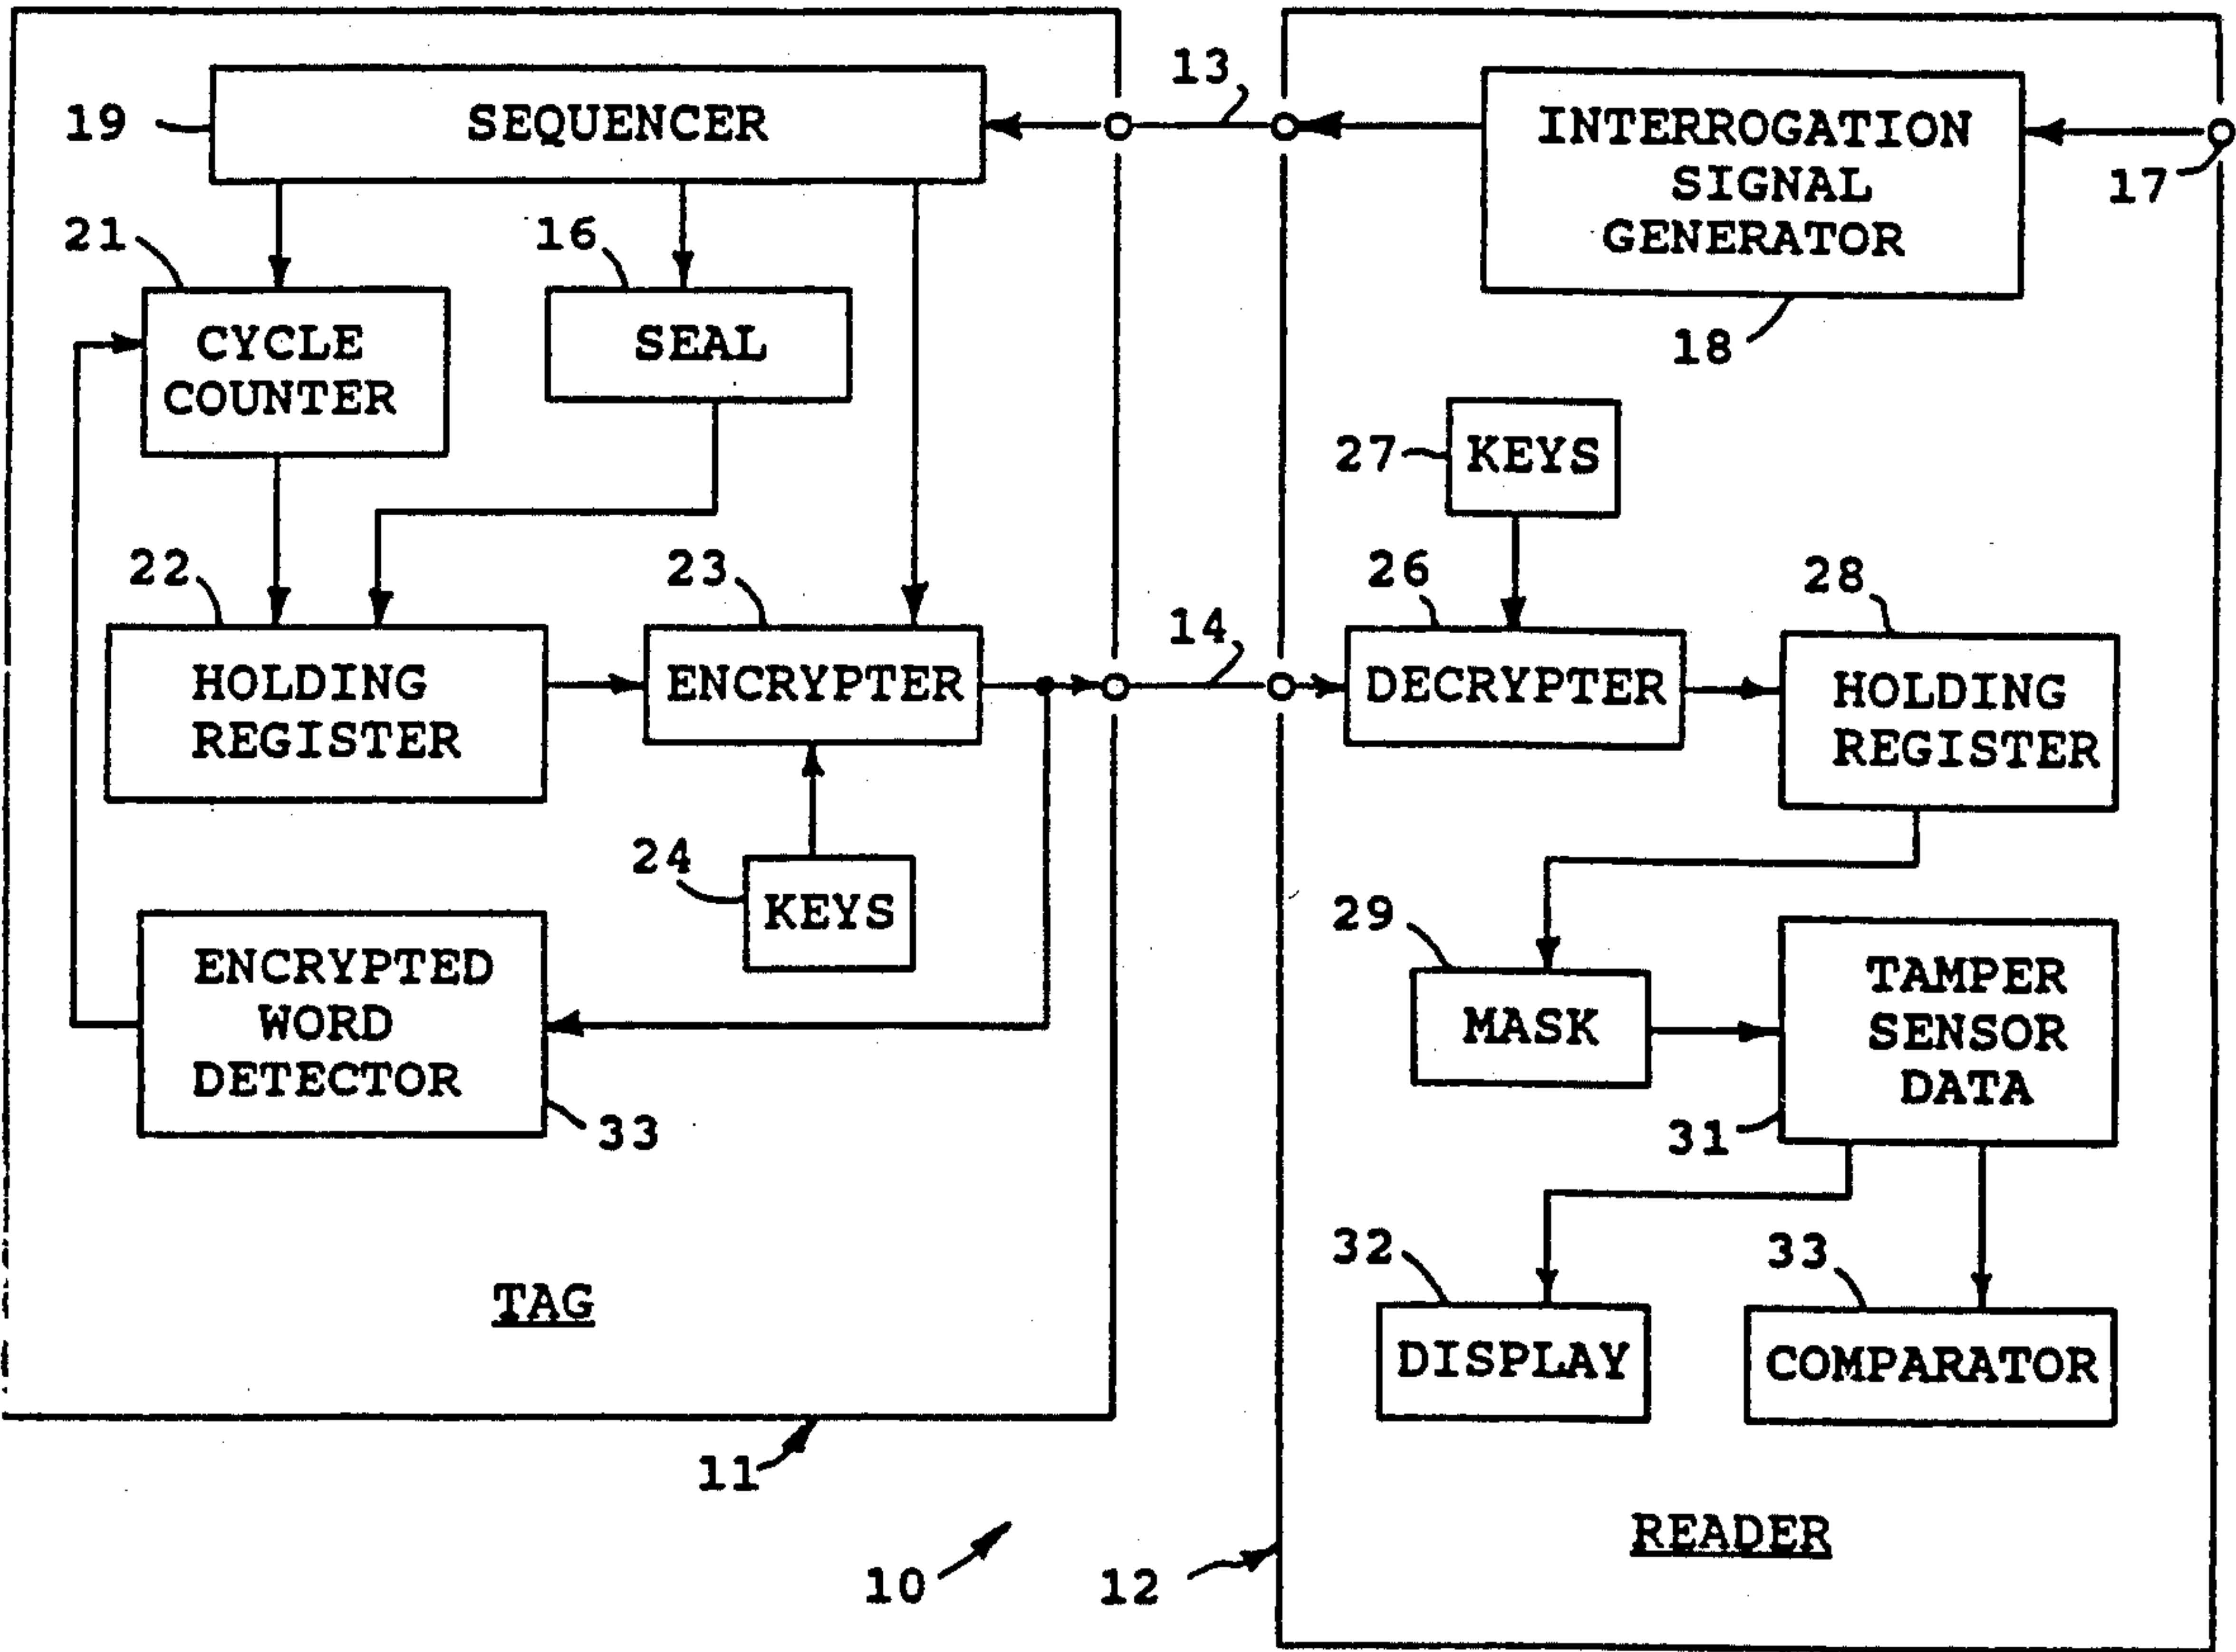 13
19
SEQUENCER
INTERROGATION
SIGNAL
GENERATOR
17
21
16
18
CYCLE
COUNTER
SEAL
27
KEYS
22
23
14
26
28
HOLDING
REGISTER
ENCRYPTER
DECRYPTER
HOLDING
REGISTER
24
KEYS
29
ENCRYPTED
WORD
DETECTOR
33
MASK
TAMPER
SENSOR
DATA
31
32
33
TAG
DISPLAY
COMPARATOR
11
READER
10
12